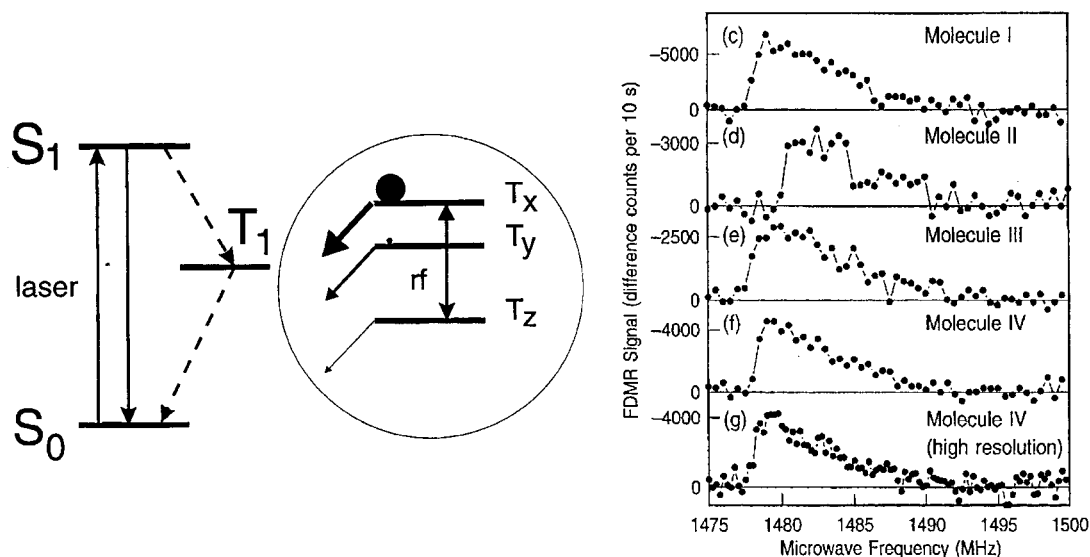 S1
laser
S0
T1
Tx
Ty
rf
Tz
FDMR Signal (difference counts per 10 s)
-5000
0
(c)
Molecule I
-3000
0
(d)
Molecule II
-2500
0
(e)
Molecule III
-4000
0
(f)
Molecule IV
-4000
0
(g)
Molecule IV
(high resolution)
1475 1480 1485 1490 1495 1500
Microwave Frequency (MHz)